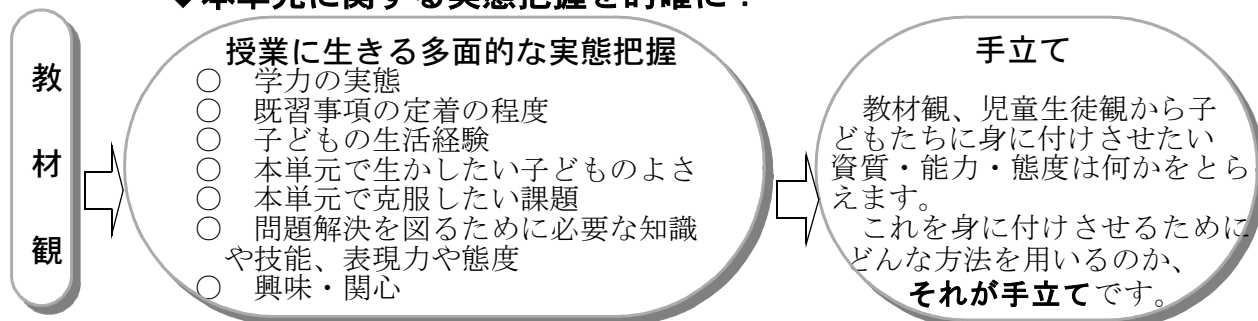 ◆本単元に関する実態把握を的確に！
教材観
授業に生きる多面的な実態把握
○　学力の実態
○　既習事項の定着の程度
○　子どもの生活経験
○　本単元で生かしたい子どものよさ
○　本単元で克服したい課題
○　問題解決を図るために必要な知識
や技能、表現力や態度
○　興味・関心
手立て
教材観、児童生徒観から子
どもたちに身に付けさせたい
資質・能力・態度は何かをとら
えます。
これを身に付けさせるために
どんな方法を用いるのか、
それが手立てです。